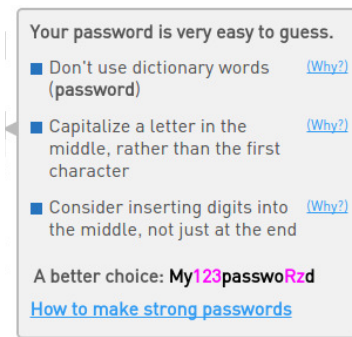 Your password is very easy to guess.
Don't use dictionary words (Why?)
(password)
Capitalize a letter in the (Why?)
middle, rather than the first
character
Consider inserting digits into (Why?)
the middle, not just at the end
A better choice: My123passwoRzd
How to make strong passwords